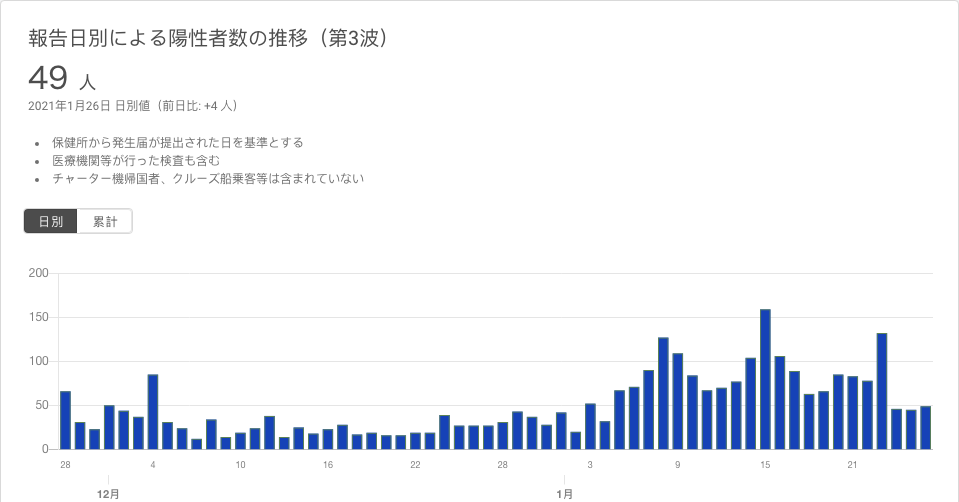 報告日別による陽性者数の推移（第3波）
49 人
2021年1月26日 日別値（前日比: +4 人）
保健所から発生届が提出された日を基準とする
医療機関等が行った検査も含む
チャーター機帰国者、クルーズ船乗客等は含まれていない
日別 累計
200
150
100
50
0
28 4 10 16 22 28 3 9 15 21
12月 1月